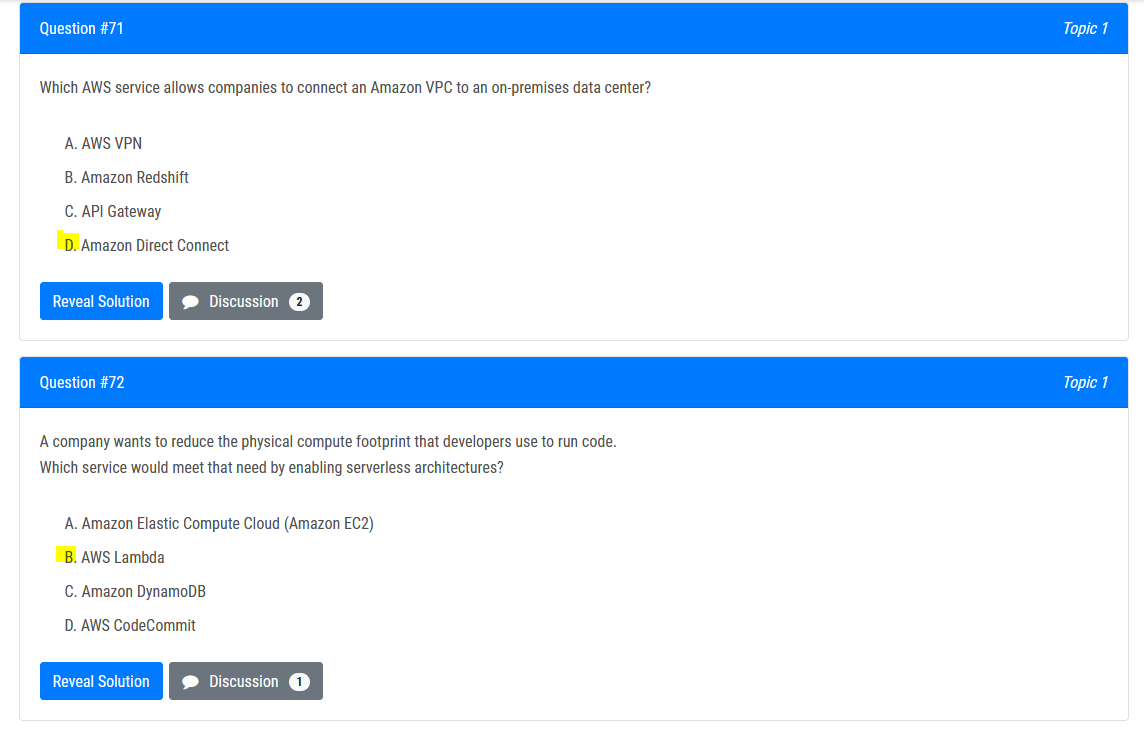 Question #71
Topic 1
Which AWS service allows companies to connect an Amazon VPC to an on-premises data center?
A. AWS VPN
B. Amazon Redshift
C. API Gateway
D. Amazon Direct Connect
Reveal Solution
Discussion 2
Question #72
Topic 1
A company wants to reduce the physical compute footprint that developers use to run code.
Which service would meet that need by enabling serverless architectures?
A. Amazon Elastic Compute Cloud (Amazon EC2)
B. AWS Lambda
C. Amazon DynamoDB
D. AWS CodeCommit
Reveal Solution
Discussion 1